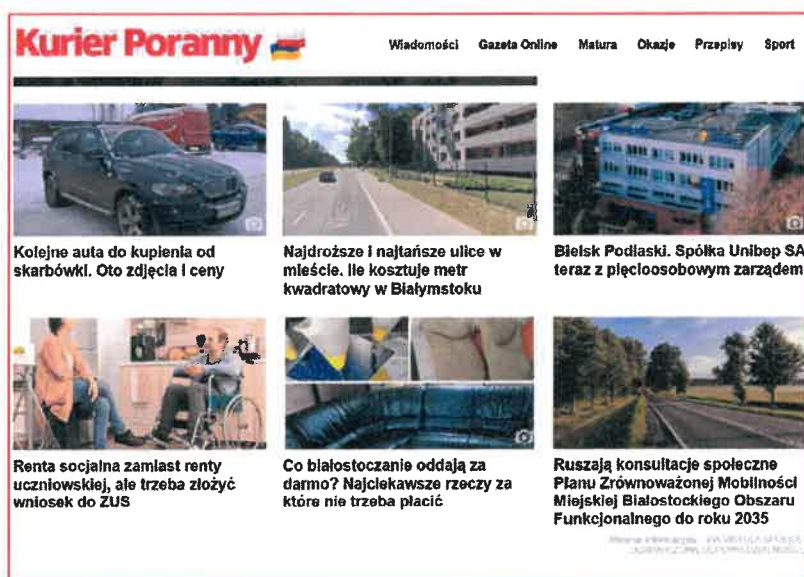 Kurier Poranny
Wiadomości Gazeta Online Matura Okazje Przepisy Sport
Kolejne auta do kupienia od
skarbówki. Oto zdjęcia i ceny
Najdroższe i najtańsze ulice w
mieście. Ile kosztuje metr
kwadratowy w Białymstoku
Bielsk Podlaski. Spółka Unibep SA
teraz z pięcioosobowym zarządem
Renta socjalna zamiast renty
uczniowskiej, ale trzeba złożyć
wniosek do ZUS
Co białostoczanie oddają za
darmo? Najciekawsze rzeczy za
które nie trzeba płacić
Ruszają konsultacje społeczne
Planu Zrównoważonej Mobilności
Miejskiej Białostockiego Obszaru
Funkcjonalnego do roku 2035